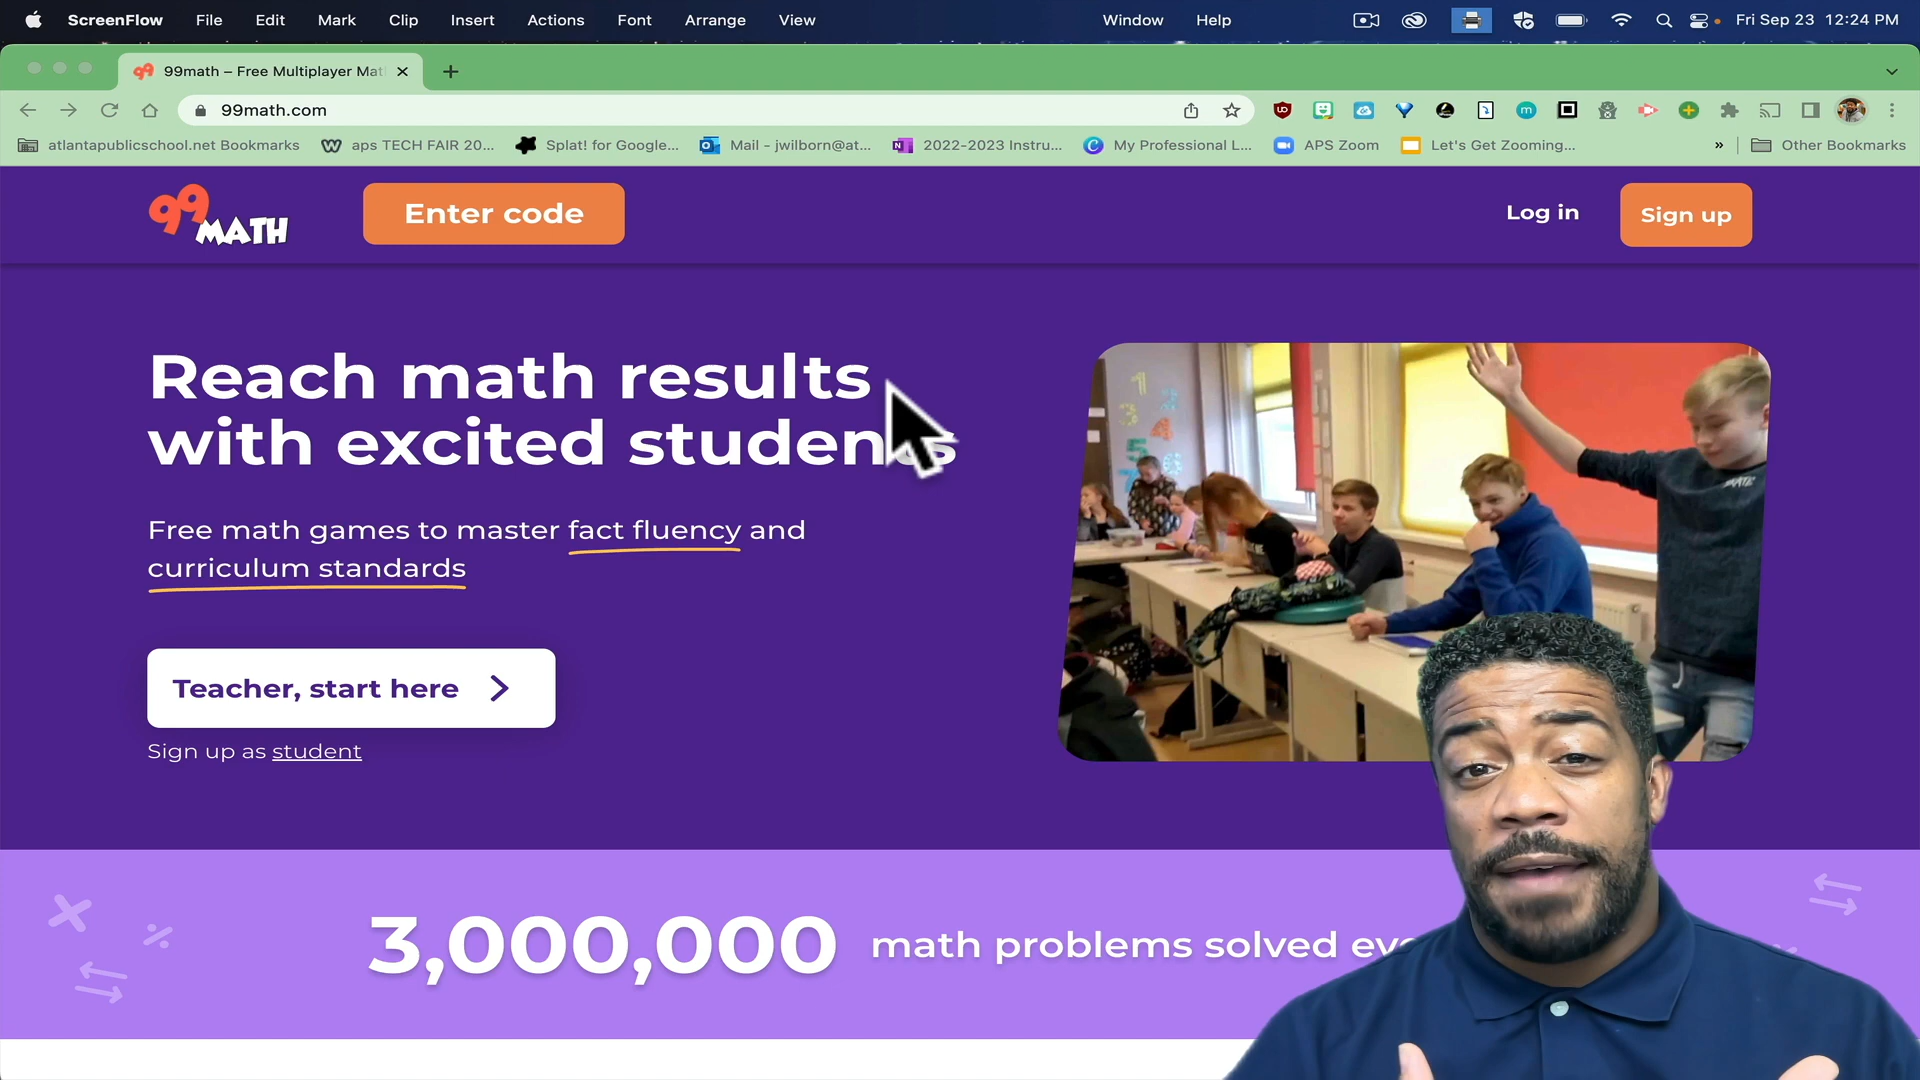 ScreenFlow File Edit Mark Clip Insert Actions Font Arrange View Window Help Fri Sep 23 12:24 PM
99math – Free Multiplayer Mat
99math.com
atlantapublicschool.net Bookmarks aps TECH FAIR 20... Splat! for Google... Mail - jwilborn@at... 2022-2023 Instru... My Professional L... APS Zoom Let's Get Zooming... » Other Bookmarks
99 MATH Enter code Log in Sign up
Reach math results
with excited students
Free math games to master fact fluency and
curriculum standards
Teacher, start here
Sign up as student
3,000,000 math problems solved eve